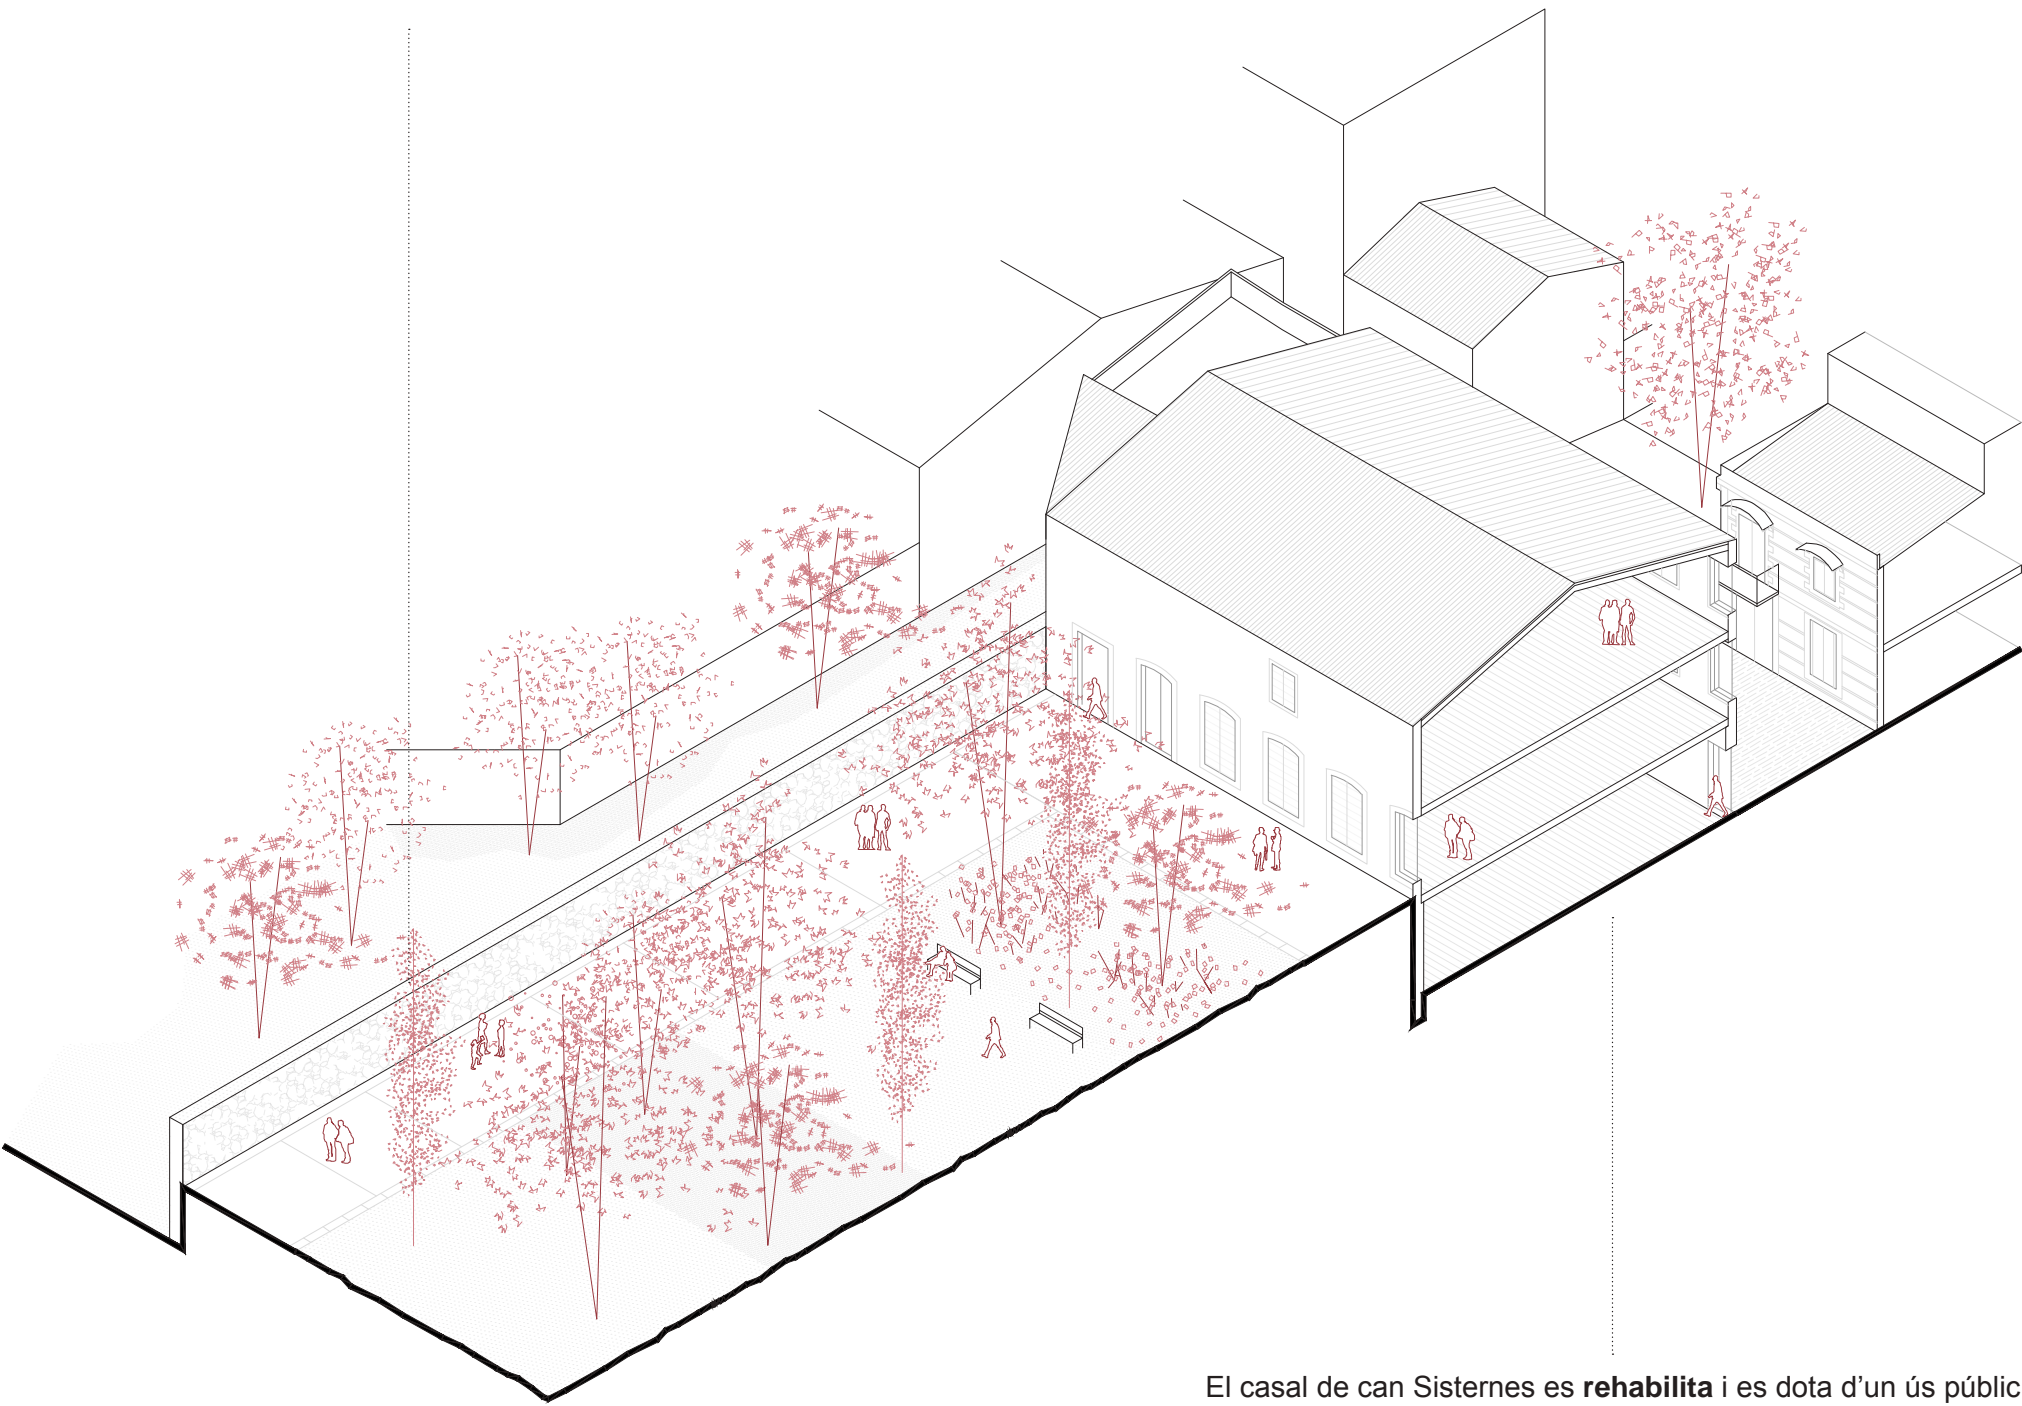 El casal de can Sisternes es rehabilita i es dota d’un ús públic